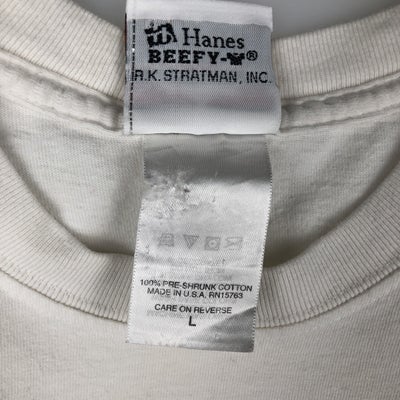 Hanes
BEEFY-T®
R.K. STRATMAN, INC.
100% PRE-SHRUNK COTTON
MADE IN U.S.A. RN15763
CARE ON REVERSE
L